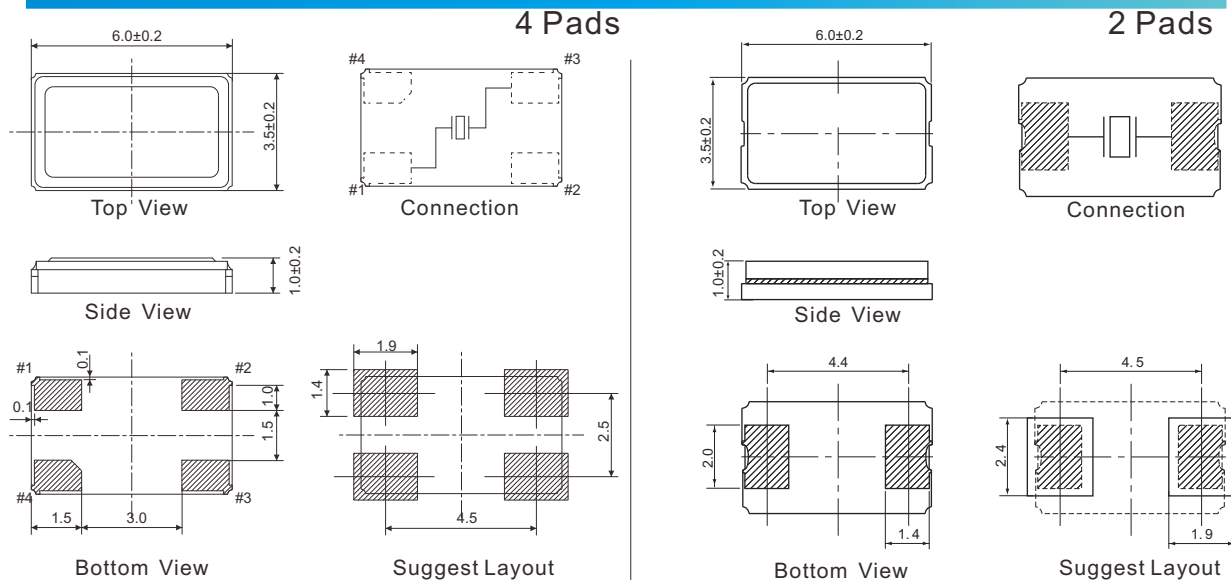 4 Pads
6.0±0.2
3.5±0.2
Top View
#4
#3
#1
#2
Connection
1.0±0.2
Side View
#1
0.1
#2
0.1
1.0
1.5
#4
#3
1.5
3.0
Bottom View
1.9
1.4
2.5
4.5
Suggest Layout
2 Pads
6.0±0.2
3.5±0.2
Top View
Connection
1.0±0.2
Side View
4.4
2.0
1.4
Bottom View
4.5
2.4
1.9
Suggest Layout